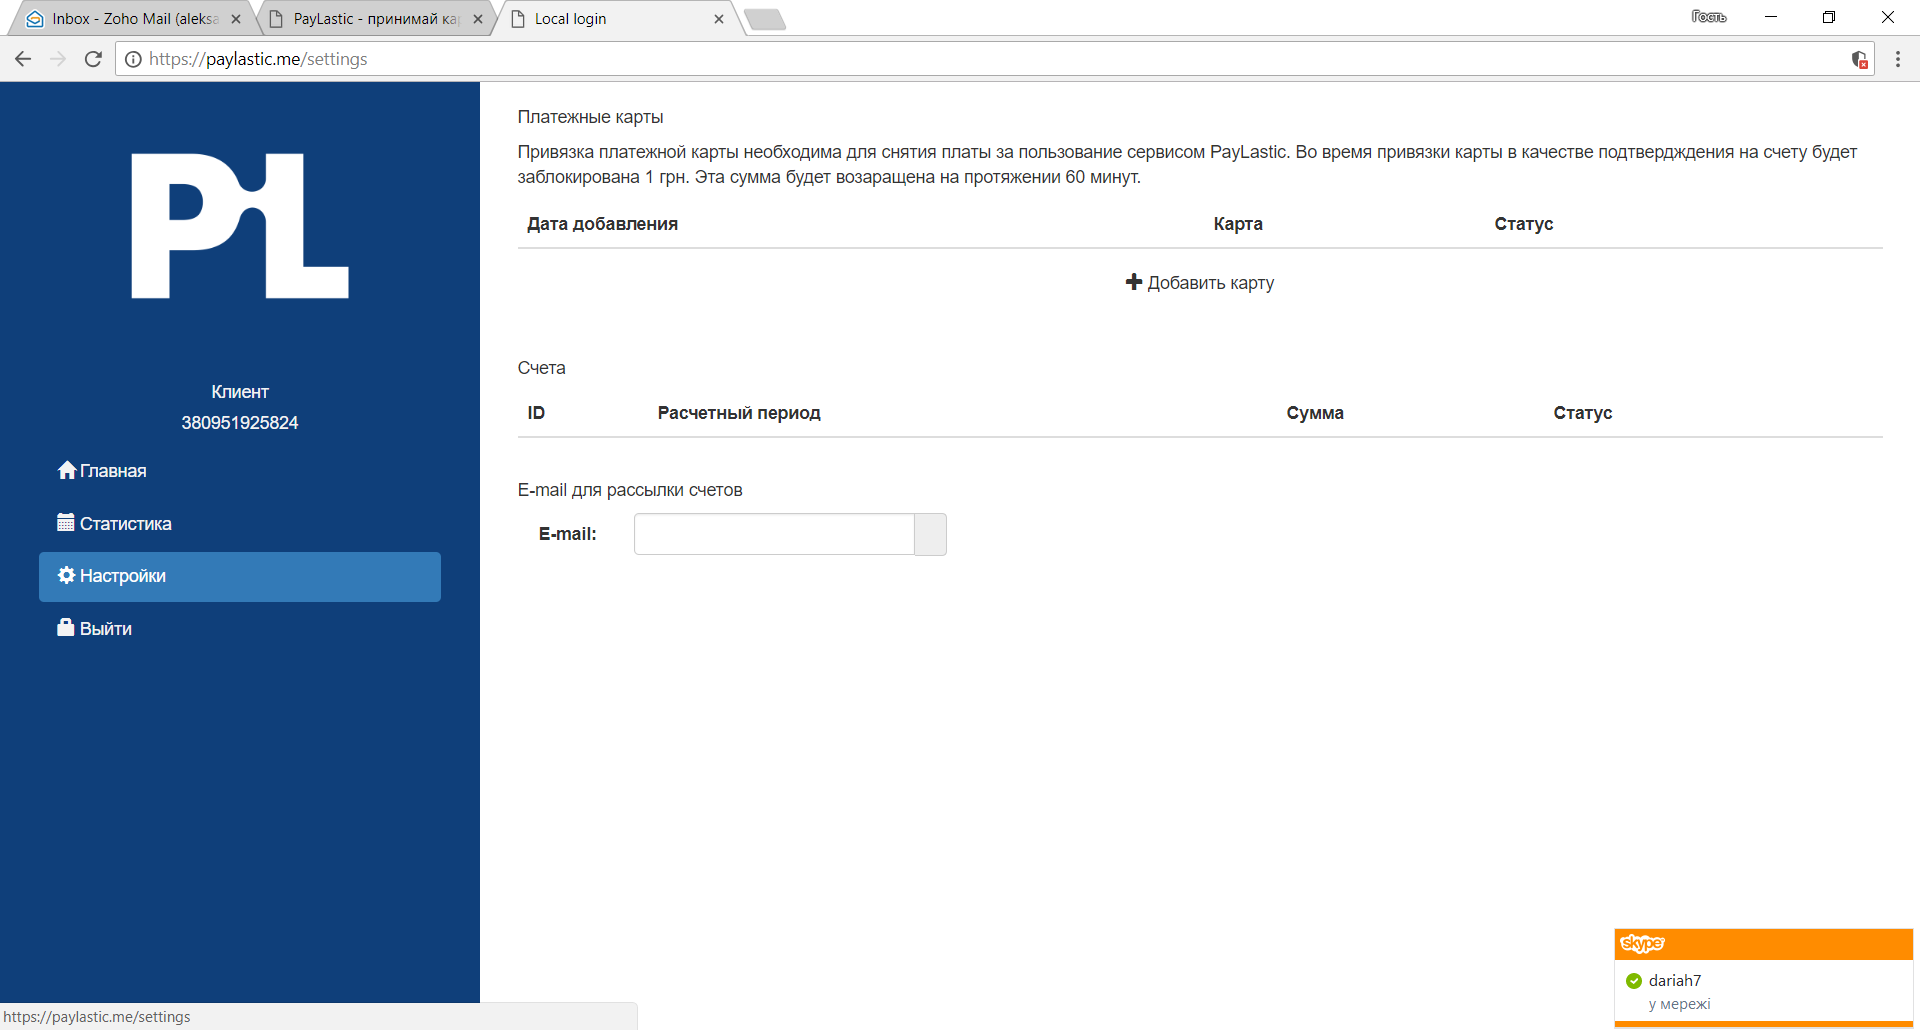 Inbox - Zoho Mail (aleksa
PayLastic - принимай ка
Local login
Гость
https://paylastic.me/settings
PL
Клиент
380951925824
Главная
Статистика
Настройки
Выйти
Платежные карты
Привязка платежной карты необходима для снятия платы за пользование сервисом PayLastic. Во время привязки карты в качестве подтвердждения на счету будет
заблокирована 1 грн. Эта сумма будет возаращена на протяжении 60 минут.
Дата добавления Карта Статус
Добавить карту
Счета
ID Расчетный период Сумма Статус
E-mail для рассылки счетов
E-mail:
skype
dariah7
у мережі
https://paylastic.me/settings